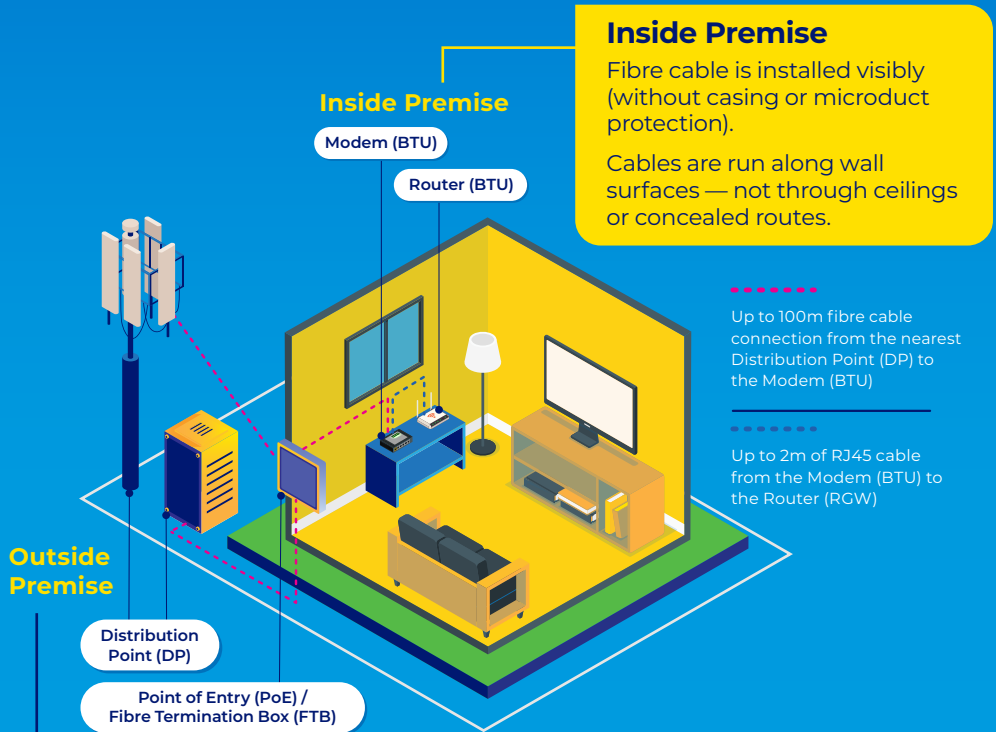 Inside Premise
Fibre cable is installed visibly
(without casing or microduct
protection).
Cables are run along wall
surfaces — not through ceilings
or concealed routes.
Inside Premise
Modem (BTU)
Router (BTU)
Up to 100m fibre cable
connection from the nearest
Distribution Point (DP) to
the Modem (BTU)
Up to 2m of RJ45 cable
from the Modem (BTU) to
the Router (RGW)
Outside
Premise
Distribution
Point (DP)
Point of Entry (PoE) /
Fibre Termination Box (FTB)